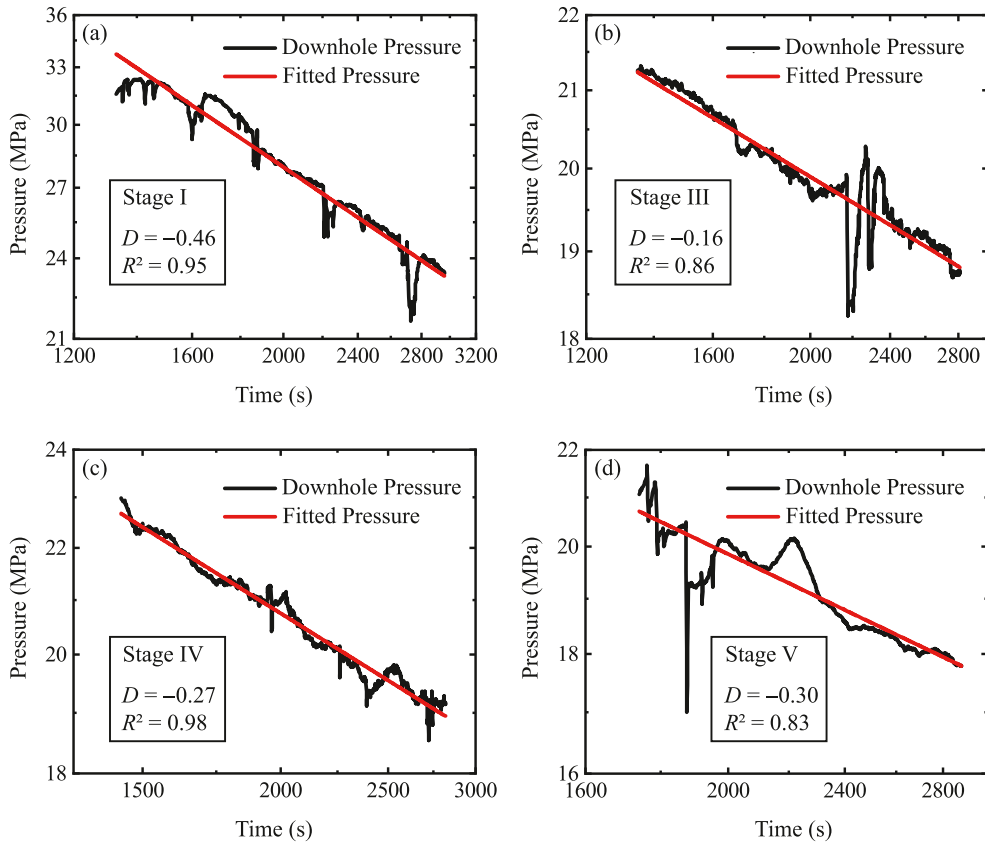 (a)
Downhole Pressure
Fitted Pressure
Stage I
D = −0.46
R² = 0.95
Pressure (MPa)
36
33
30
27
24
21
1200
1600
2000
2400
2800
3200
Time (s)
(b)
Downhole Pressure
Fitted Pressure
Stage III
D = −0.16
R² = 0.86
Pressure (MPa)
22
21
20
19
18
1200
1600
2000
2400
2800
Time (s)
(c)
Downhole Pressure
Fitted Pressure
Stage IV
D = −0.27
R² = 0.98
Pressure (MPa)
24
22
20
18
1500
2000
2500
3000
Time (s)
(d)
Downhole Pressure
Fitted Pressure
Stage V
D = −0.30
R² = 0.83
Pressure (MPa)
22
20
18
16
1600
2000
2400
2800
Time (s)